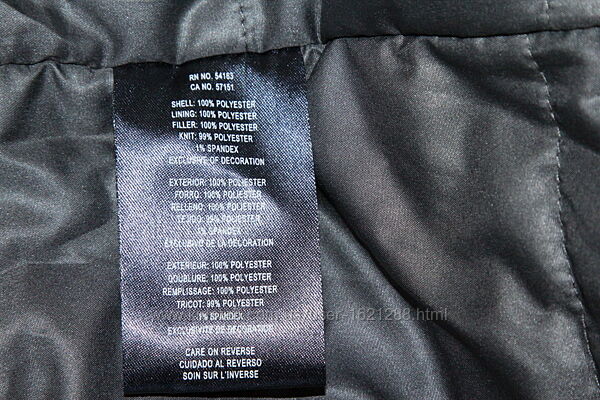 RN NO. 54163
CA NO. 57151
SHELL: 100% POLYESTER
LINING: 100% POLYESTER
FILLER: 100% POLYESTER
KNIT: 99% POLYESTER
1% SPANDEX
EXCLUSIVE OF DECORATION
EXTERIOR: 100% POLYESTER
FORRO: 100% POLYESTER
RELLENO: 100% POLYESTER
TEJIDO: 99% POLYESTER
1% SPANDEX
EXCLUSIVE DE LA DECORATION
EXTERIEUR: 100% POLYESTER
DOUBLURE: 100% POLYESTER
REMPLISSAGE: 100% POLYESTER
TRICOT: 99% POLYESTER
1% SPANDEX
EXCLUSIVITE DE DECORATION
CARE ON REVERSE
CUIDADO AL REVERSO
SOIN SUR L'INVERSE